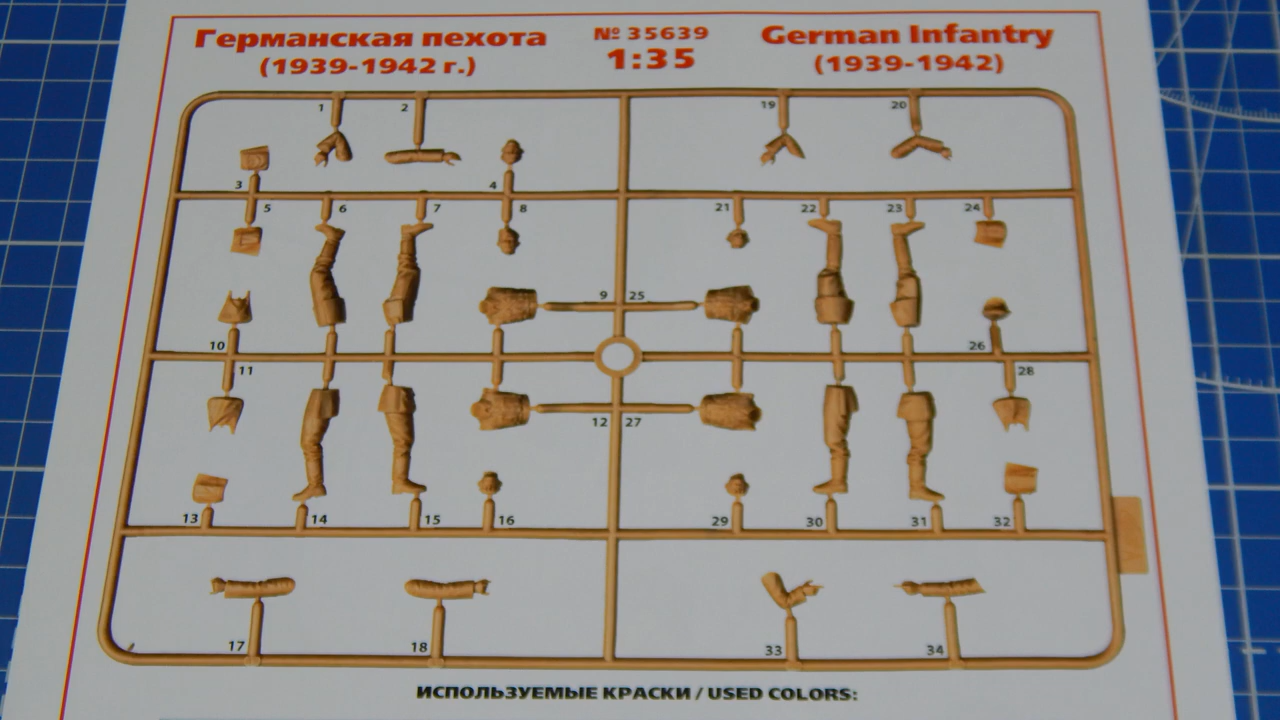 Германская пехота № 35639 German Infantry
(1939-1942 г.) 1:35 (1939-1942)
1 2 19 20
3 4
5 6 7 8 21 22 23 24
9 25
10 26
11 28
12 27
13 14 15 16 29 30 31 32
17 18 33 34
ИСПОЛЬЗУЕМЫЕ КРАСКИ / USED COLORS: